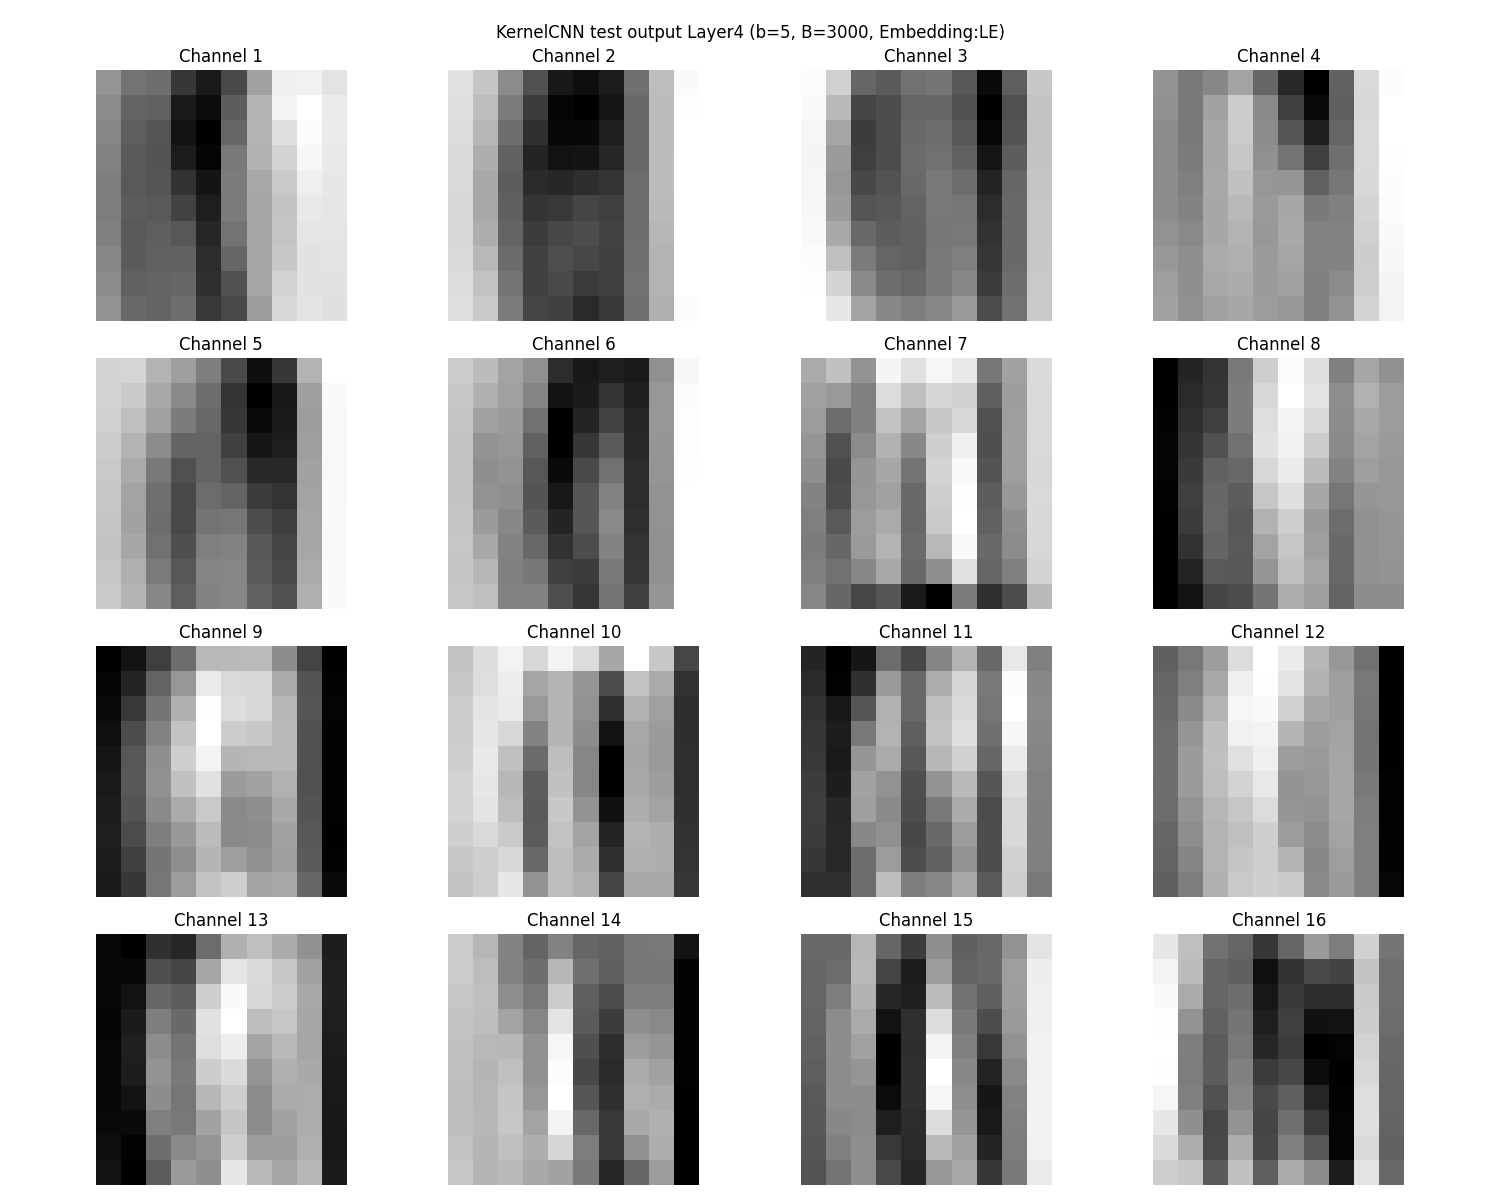 KernelCNN test output Layer4 (b=5, B=3000, Embedding:LE)
Channel 1
Channel 2
Channel 3
Channel 4
Channel 5
Channel 6
Channel 7
Channel 8
Channel 9
Channel 10
Channel 11
Channel 12
Channel 13
Channel 14
Channel 15
Channel 16